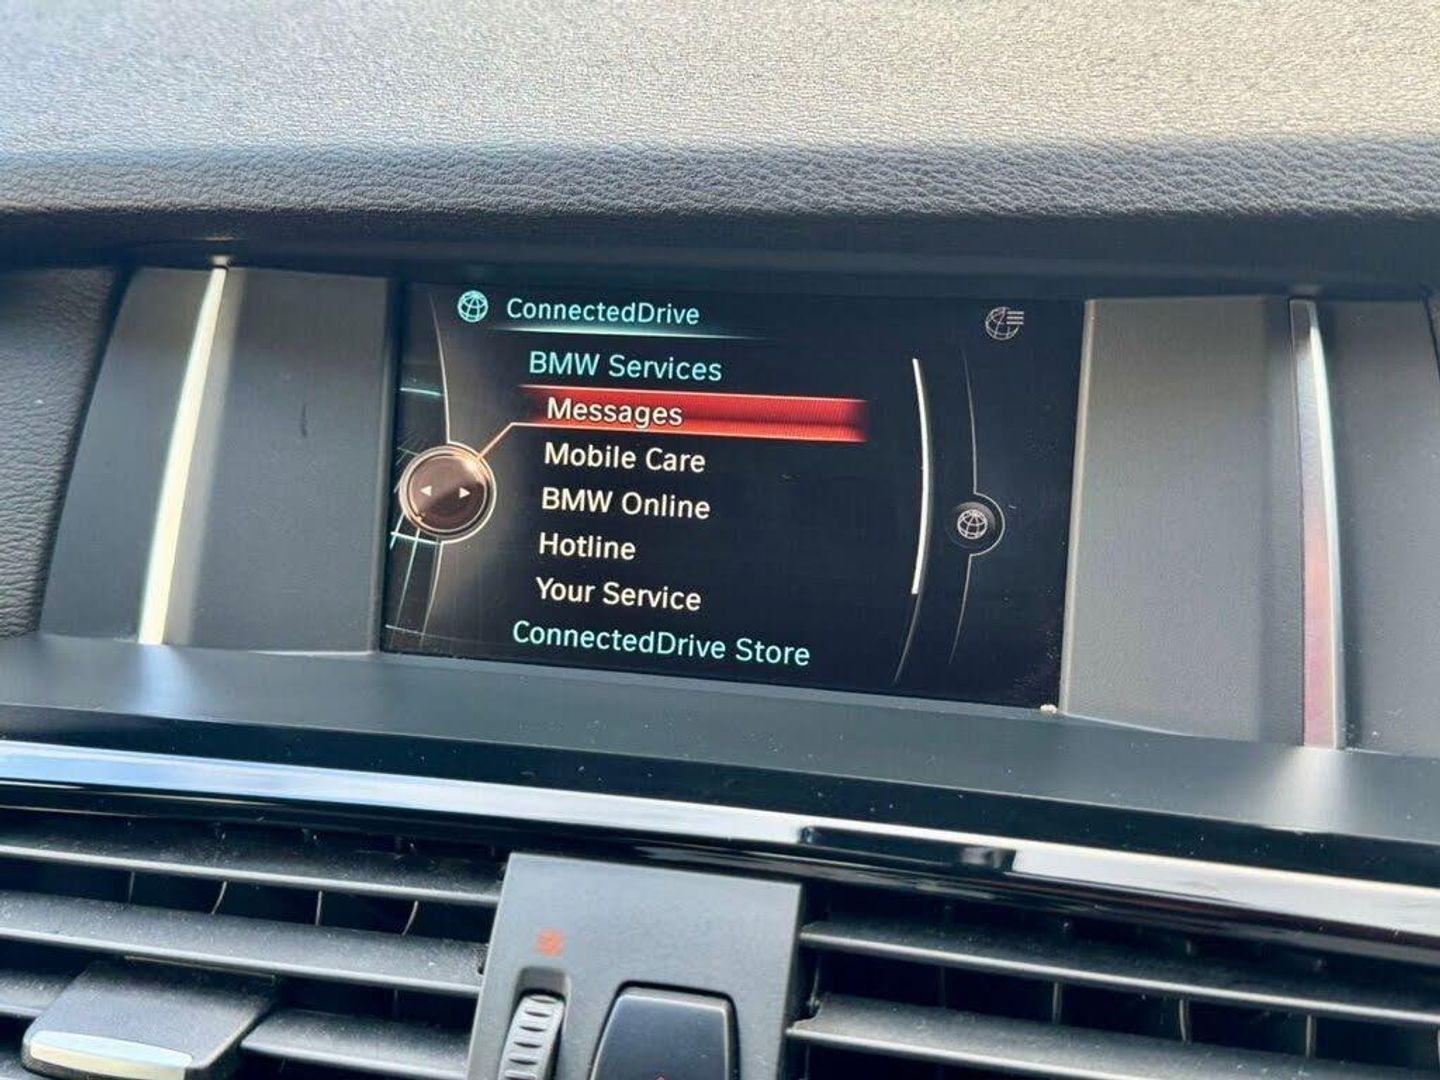 ConnectedDrive
BMW Services
Messages
Mobile Care
BMW Online
Hotline
Your Service
ConnectedDrive Store